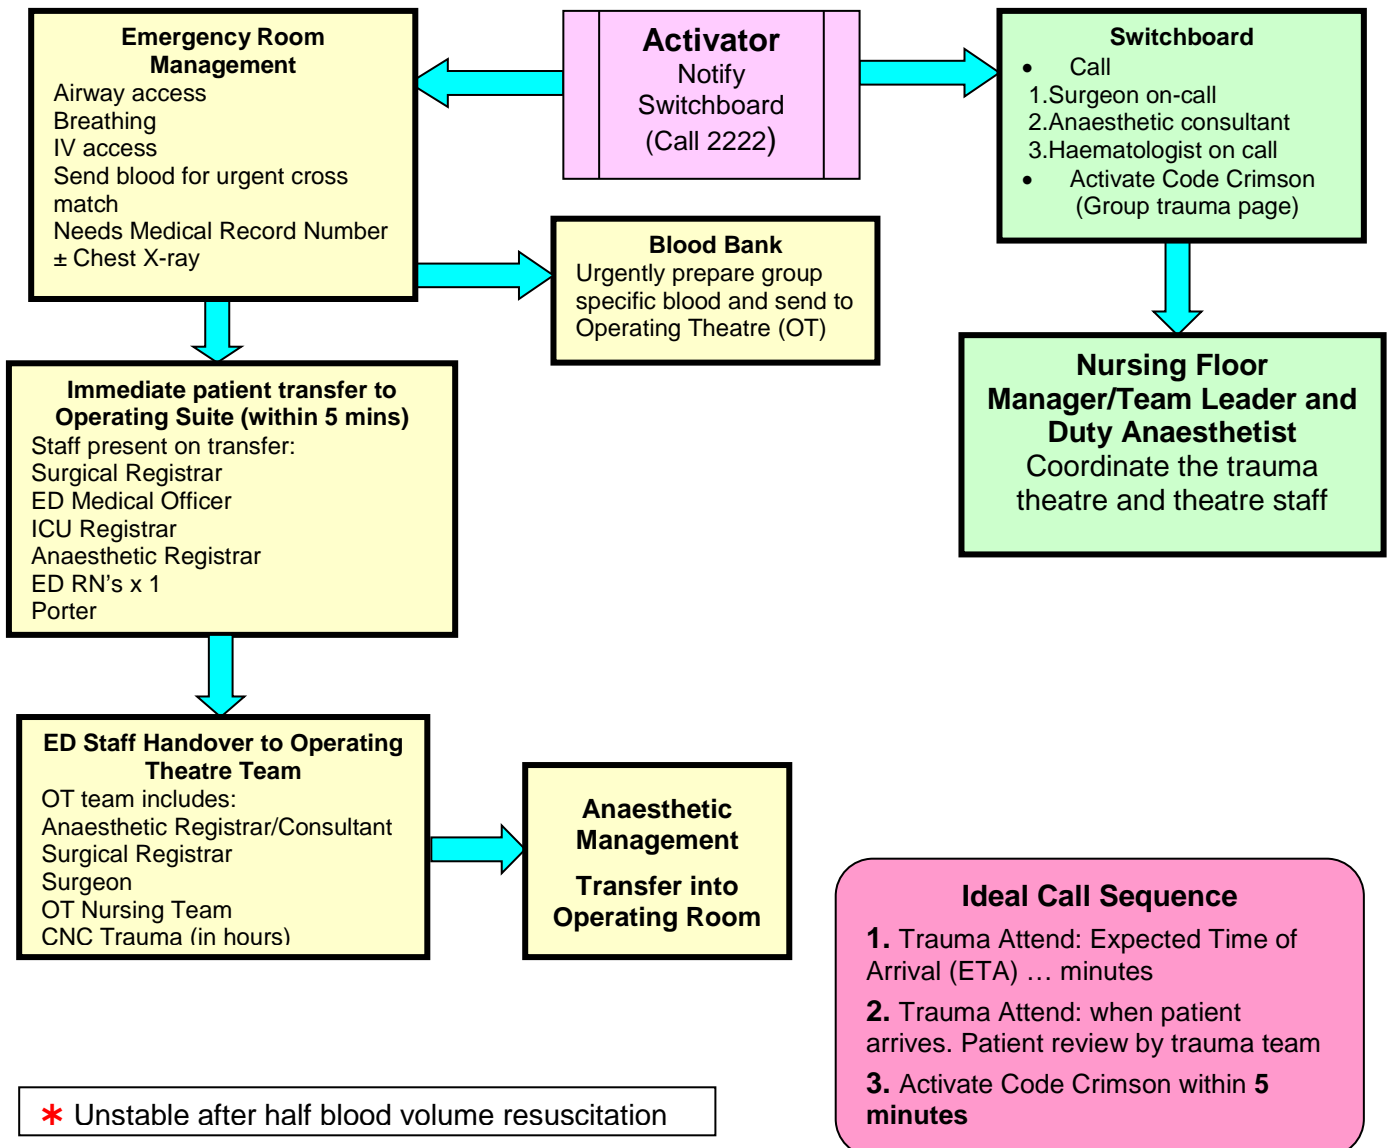 Emergency Room
Management
Airway access
Breathing
IV access
Send blood for urgent cross
match
Needs Medical Record Number
± Chest X-ray
Activator
Notify
Switchboard
(Call 2222)
Switchboard
• Call
1.Surgeon on-call
2.Anaesthetic consultant
3.Haematologist on call
• Activate Code Crimson
(Group trauma page)
Blood Bank
Urgently prepare group
specific blood and send to
Operating Theatre (OT)
Nursing Floor
Manager/Team Leader and
Duty Anaesthetist
Coordinate the trauma
theatre and theatre staff
Immediate patient transfer to
Operating Suite (within 5 mins)
Staff present on transfer:
Surgical Registrar
ED Medical Officer
ICU Registrar
Anaesthetic Registrar
ED RN’s x 1
Porter
ED Staff Handover to Operating
Theatre Team
OT team includes:
Anaesthetic Registrar/Consultant
Surgical Registrar
Surgeon
OT Nursing Team
CNC Trauma (in hours)
Anaesthetic
Management
Transfer into
Operating Room
Ideal Call Sequence
1. Trauma Attend: Expected Time of
Arrival (ETA) … minutes
2. Trauma Attend: when patient
arrives. Patient review by trauma team
3. Activate Code Crimson within 5
minutes
* Unstable after half blood volume resuscitation